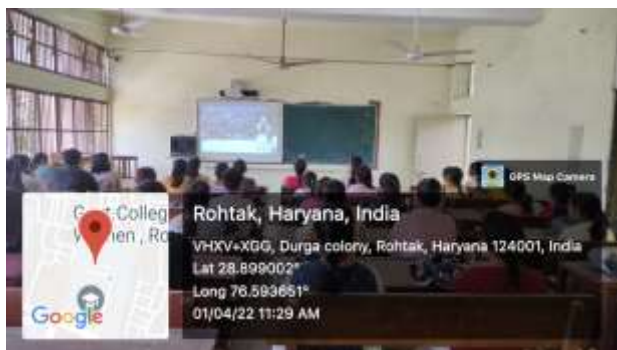 GPS Map Camera
Google
Rohtak, Haryana, India
VHXV+XGG, Durga colony, Rohtak, Haryana 124001, India
Lat 28.899002°
Long 76.593651°
01/04/22 11:29 AM